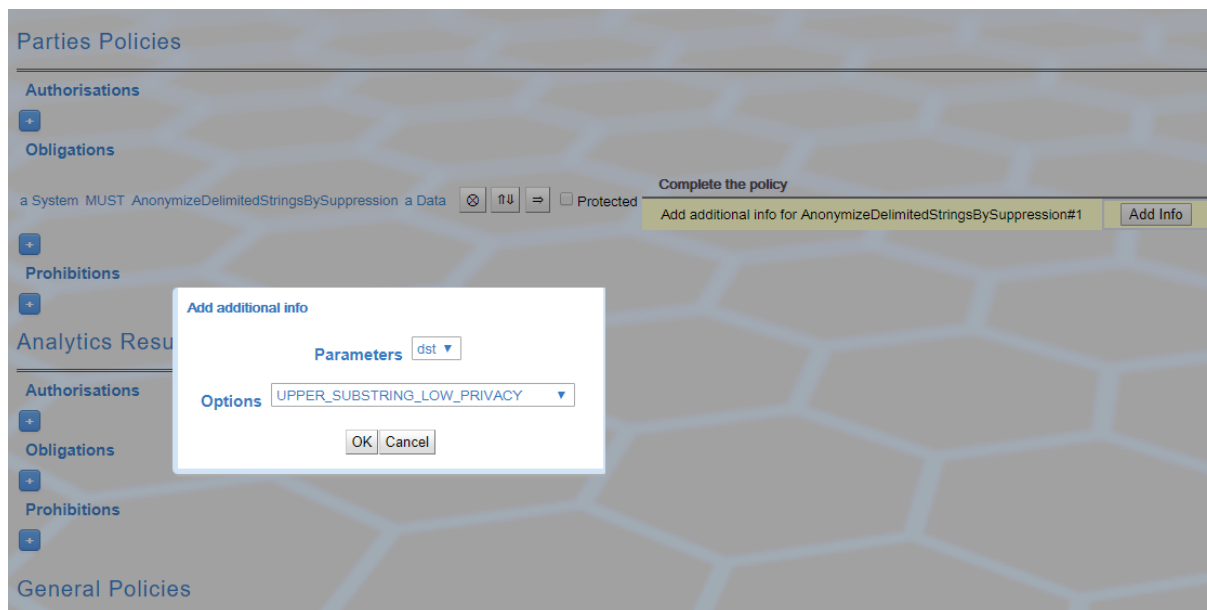 Parties Policies
Authorisations
+
Obligations
a System MUST AnonymizeDelimitedStringsBySuppression a Data ⊗ ⇑⇓ ⇒ Protected
Complete the policy
Add additional info for AnonymizeDelimitedStringsBySuppression#1 Add Info
+
Prohibitions
+
Add additional info
Parameters dst ▼
Options UPPER_SUBSTRING_LOW_PRIVACY ▼
OK Cancel
Analytics Resu
Authorisations
+
Obligations
+
Prohibitions
+
General Policies